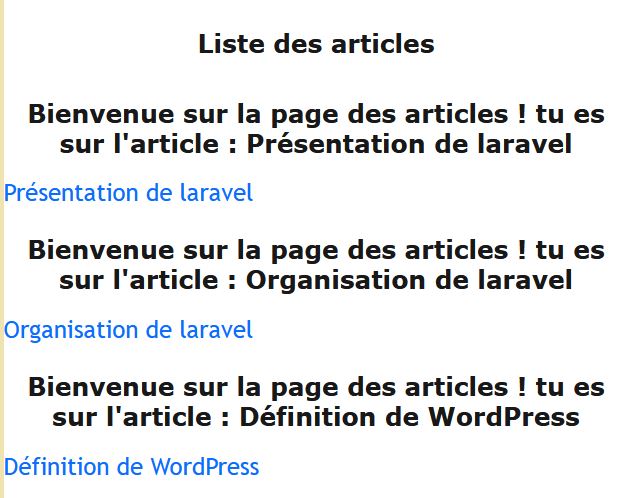 Liste des articles
Bienvenue sur la page des articles ! tu es
sur l'article : Présentation de laravel
Présentation de laravel
Bienvenue sur la page des articles ! tu es
sur l'article : Organisation de laravel
Organisation de laravel
Bienvenue sur la page des articles ! tu es
sur l'article : Définition de WordPress
Définition de WordPress